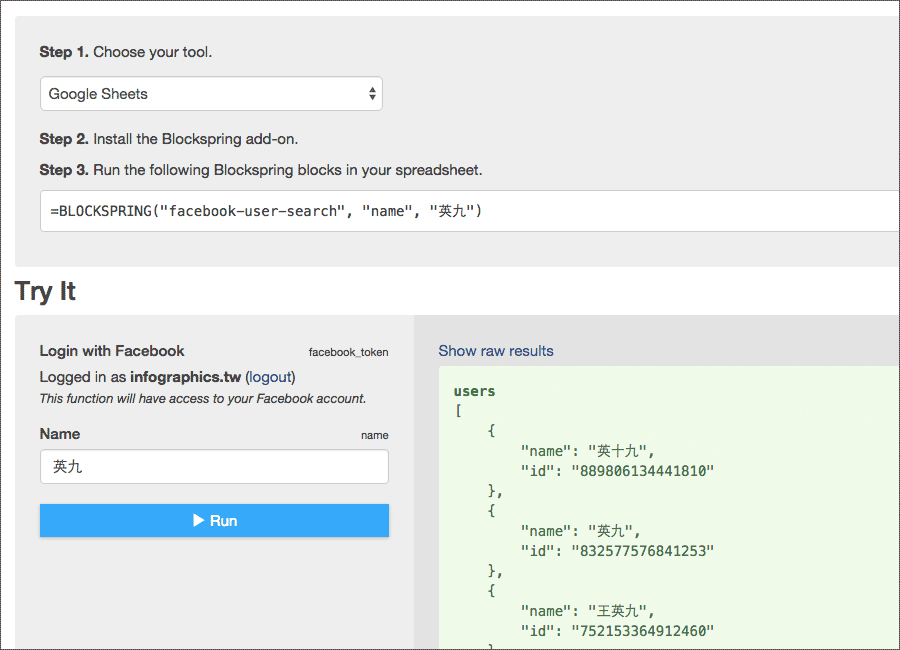 Step 1. Choose your tool.
Google Sheets
Step 2. Install the Blockspring add-on.
Step 3. Run the following Blockspring blocks in your spreadsheet.
=BLOCKSPRING("facebook-user-search", "name", "英九")
Try It
Login with Facebook facebook_token
Logged in as infographics.tw (logout)
This function will have access to your Facebook account.
Name name
英九
Run
Show raw results
users
[
{
"name": "英十九",
"id": "889806134441810"
},
{
"name": "英九",
"id": "832577576841253"
},
{
"name": "王英九",
"id": "752153364912460"
}